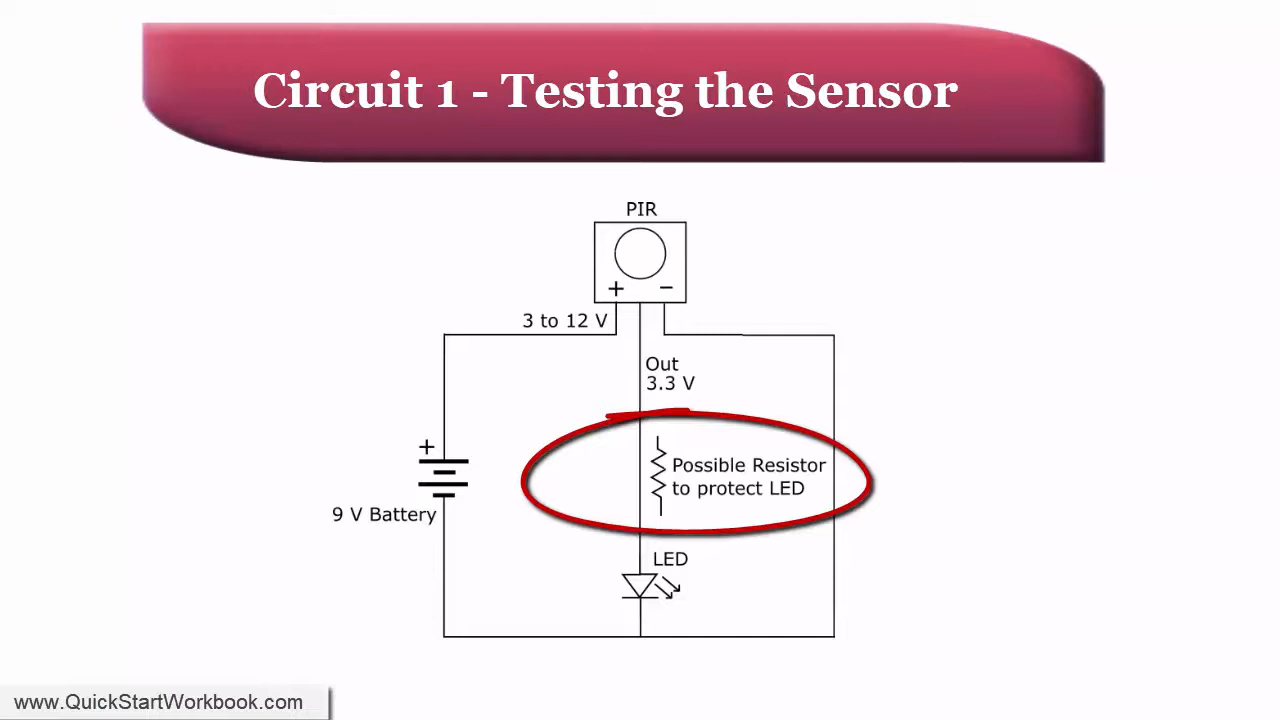 Circuit 1 - Testing the Sensor
PIR
+ −
3 to 12 V
Out
3.3 V
+
Possible Resistor
to protect LED
9 V Battery
LED
www.QuickStartWorkbook.com